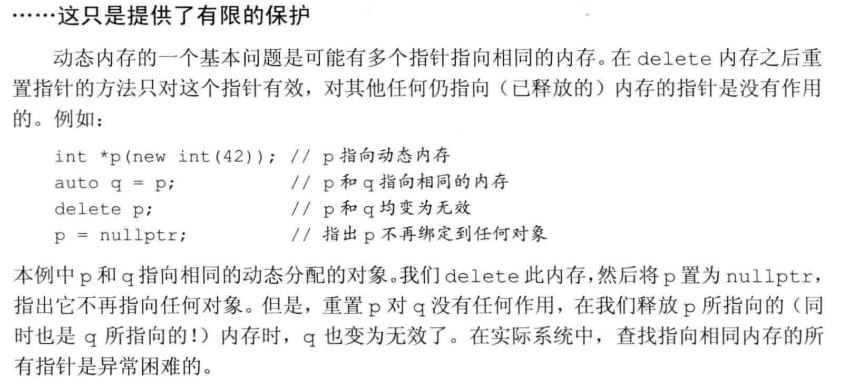 ……这只是提供了有限的保护
动态内存的一个基本问题是可能有多个指针指向相同的内存。在 delete 内存之后重
置指针的方法只对这个指针有效，对其他任何仍指向（已释放的）内存的指针是没有作用
的。例如：
int *p(new int(42)); // p 指向动态内存
auto q = p; // p 和 q 指向相同的内存
delete p; // p 和 q 均变为无效
p = nullptr; // 指出 p 不再绑定到任何对象
本例中 p 和 q 指向相同的动态分配的对象。我们 delete 此内存，然后将 p 置为 nullptr，
指出它不再指向任何对象。但是，重置 p 对 q 没有任何作用，在我们释放 p 所指向的（同
时也是 q 所指向的！）内存时，q 也变为无效了。在实际系统中，查找指向相同内存的所
有指针是异常困难的。